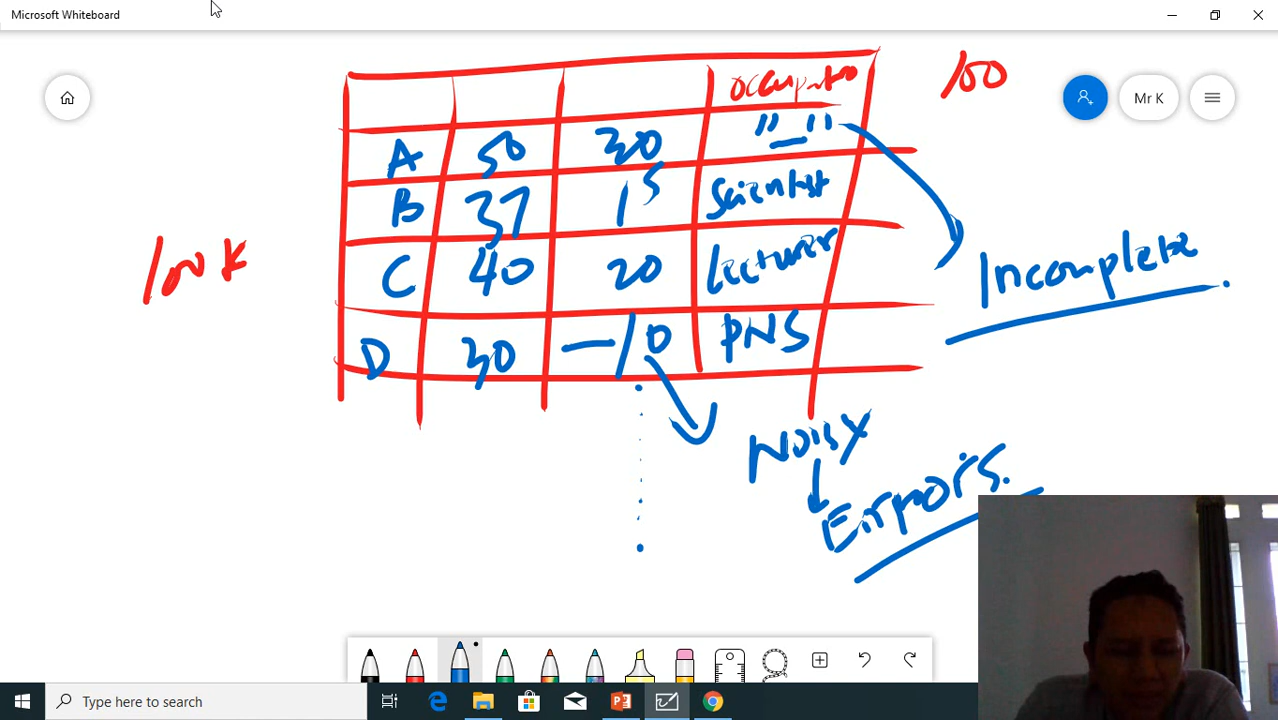 Microsoft Whiteboard
occupation 100
Mr K
A 50 30 "_"
B 37 15 Scientist
100 K
C 40 20 Lecturer
Incomplete
D 30 -10 PNS
Noisy
Errors.
Type here to search